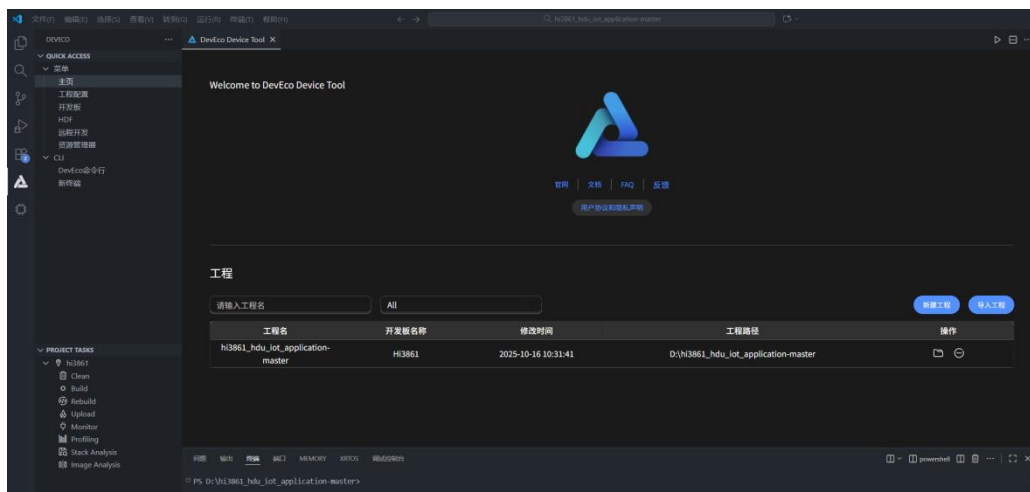 文件(F) 编辑(E) 选择(S) 查看(V) 转到(G) 运行(R) 终端(T) 帮助(H)
hi3861_hdu_iot_application-master
DEVECO
DevEco Device Tool
QUICK ACCESS
菜单
主页
工程配置
开发板
HDF
远程开发
资源管理器
CLI
DevEco命令行
新终端
Welcome to DevEco Device Tool
官网 | 文档 | FAQ | 反馈
用户协议和隐私声明
工程
请输入工程名
All
新建工程
导入工程
工程名 开发板名称 修改时间 工程路径 操作
hi3861_hdu_iot_application-
master
Hi3861 2025-10-16 10:31:41 D:\hi3861_hdu_iot_application-master
PROJECT TASKS
hi3861
Clean
Build
Rebuild
Upload
Monitor
Profiling
Stack Analysis
Image Analysis
问题 输出 终端 端口 MEMORY XRTOS 调试控制台
powershell
PS D:\hi3861_hdu_iot_application-master>
2